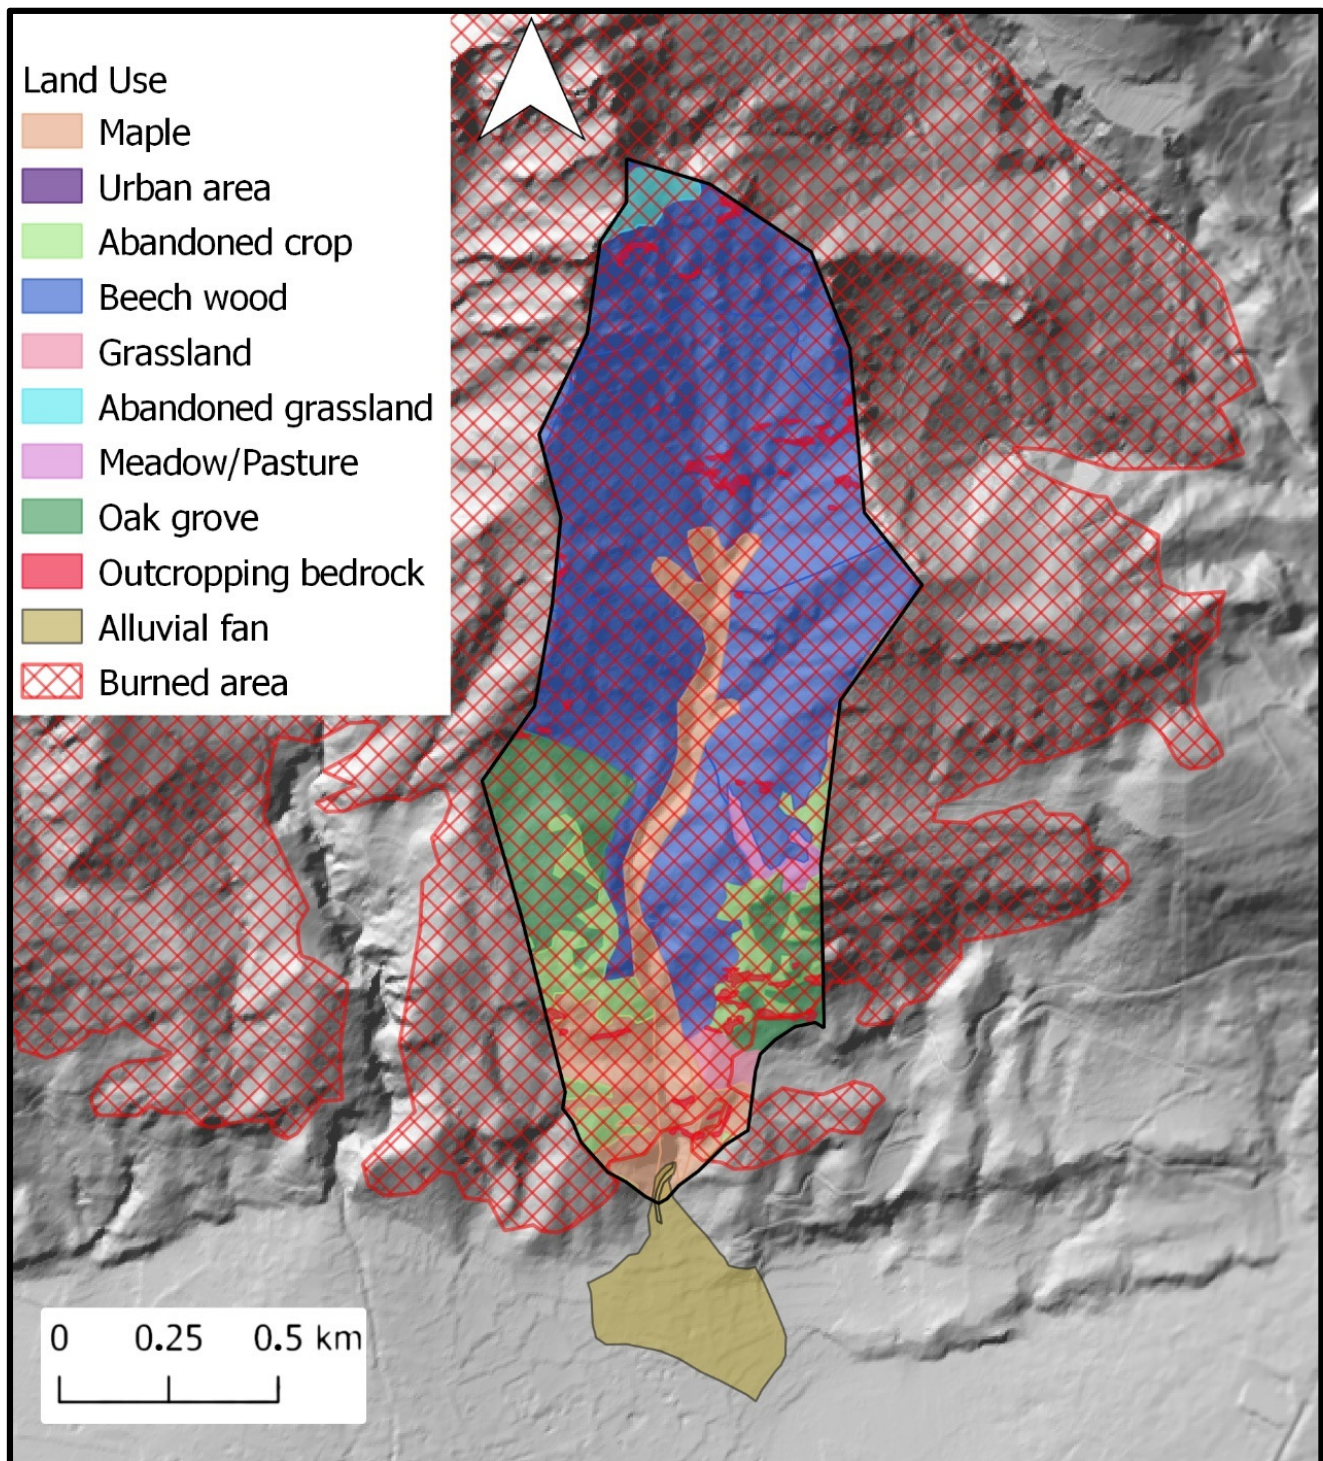 Land Use
Maple
Urban area
Abandoned crop
Beech wood
Grassland
Abandoned grassland
Meadow/Pasture
Oak grove
Outcropping bedrock
Alluvial fan
Burned area
0 0.25 0.5 km